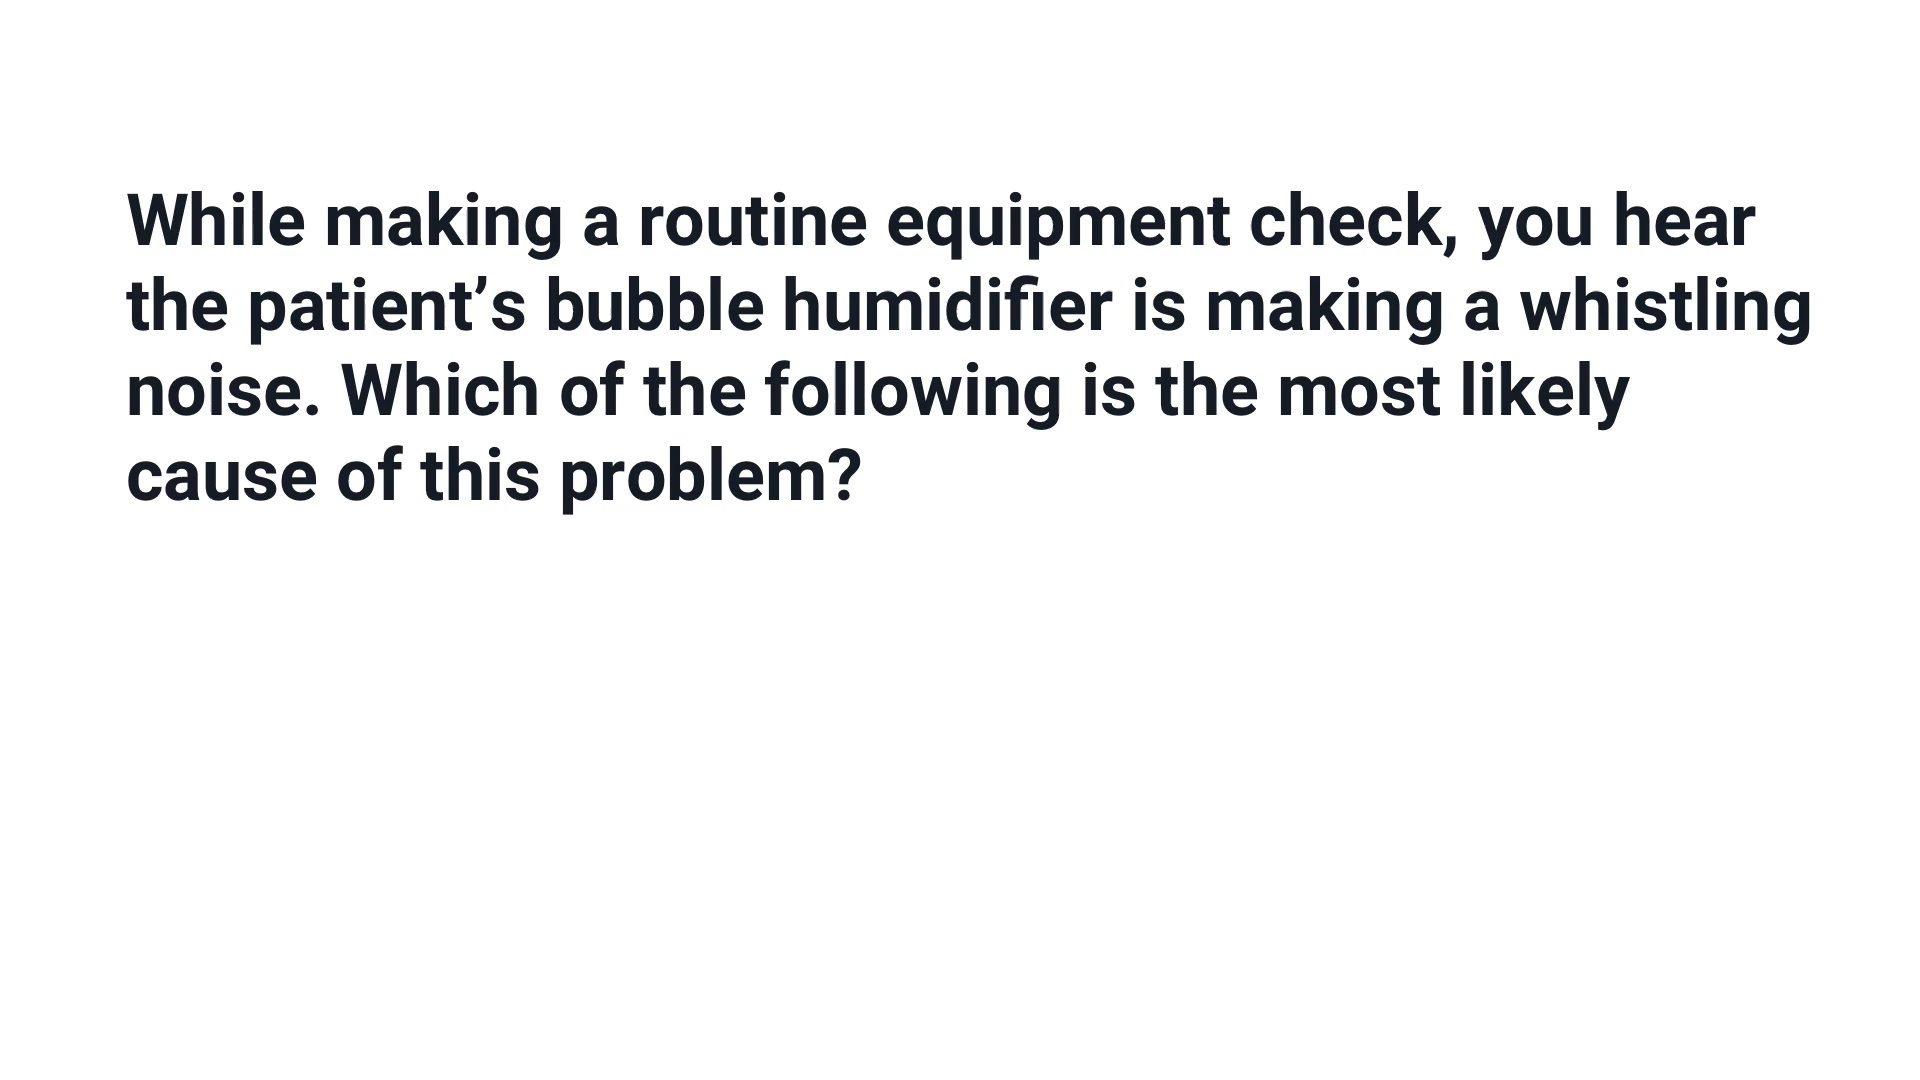 While making a routine equipment check, you hear
the patient’s bubble humidifier is making a whistling
noise. Which of the following is the most likely
cause of this problem?